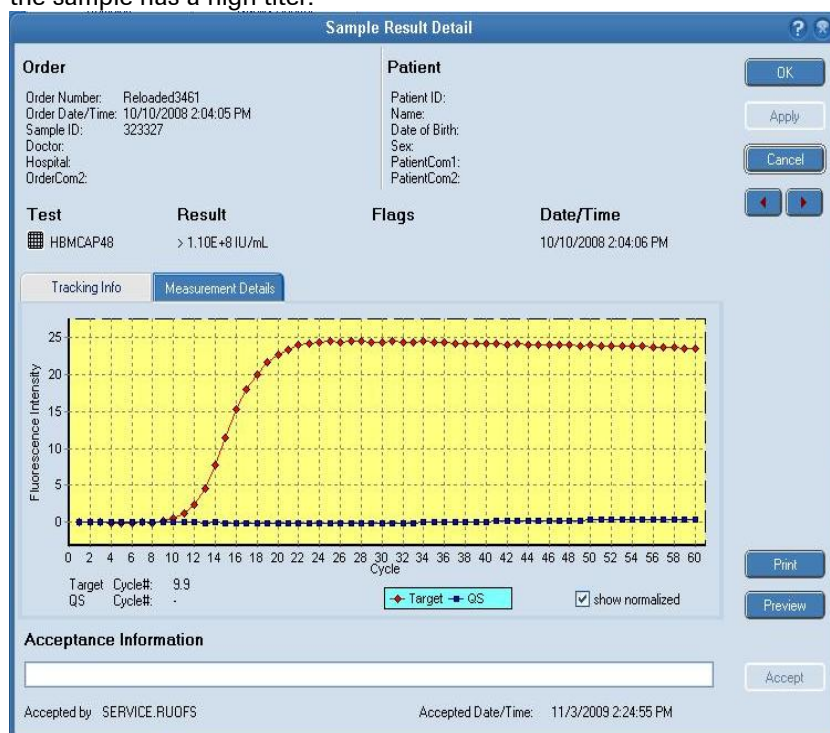 the sample has a high titer.
Sample Result Detail
?
Order
Order Number: Reloaded3461
Order Date/Time: 10/10/2008 2:04:05 PM
Sample ID: 323327
Doctor:
Hospital:
OrderCom2:
Patient
Patient ID:
Name:
Date of Birth:
Sex:
PatientCom1:
PatientCom2:
OK
Apply
Cancel
Test Result Flags Date/Time
HBMCAP48 > 1.10E+8 IU/mL 10/10/2008 2:04:06 PM
Tracking Info Measurement Details
Fluorescence Intensity
25
20
15
10
5
0
0 2 4 6 8 10 12 14 16 18 20 22 24 26 28 30 32 34 36 38 40 42 44 46 48 50 52 54 56 58 60
Cycle
Target Cycle#: 9.9
QS Cycle#: -
Target QS
show normalized
Print
Preview
Acceptance Information
Accept
Accepted by SERVICE.RUOFS Accepted Date/Time: 11/3/2009 2:24:55 PM